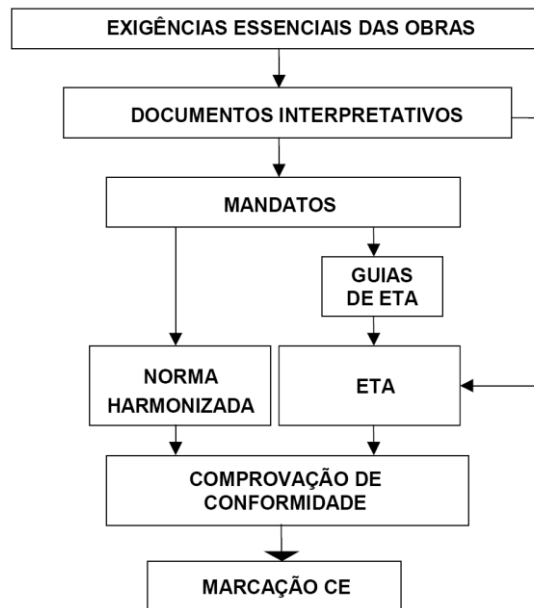 EXIGÊNCIAS ESSENCIAIS DAS OBRAS
DOCUMENTOS INTERPRETATIVOS
MANDATOS
GUIAS
DE ETA
NORMA
HARMONIZADA
ETA
COMPROVAÇÃO DE
CONFORMIDADE
MARCAÇÃO CE